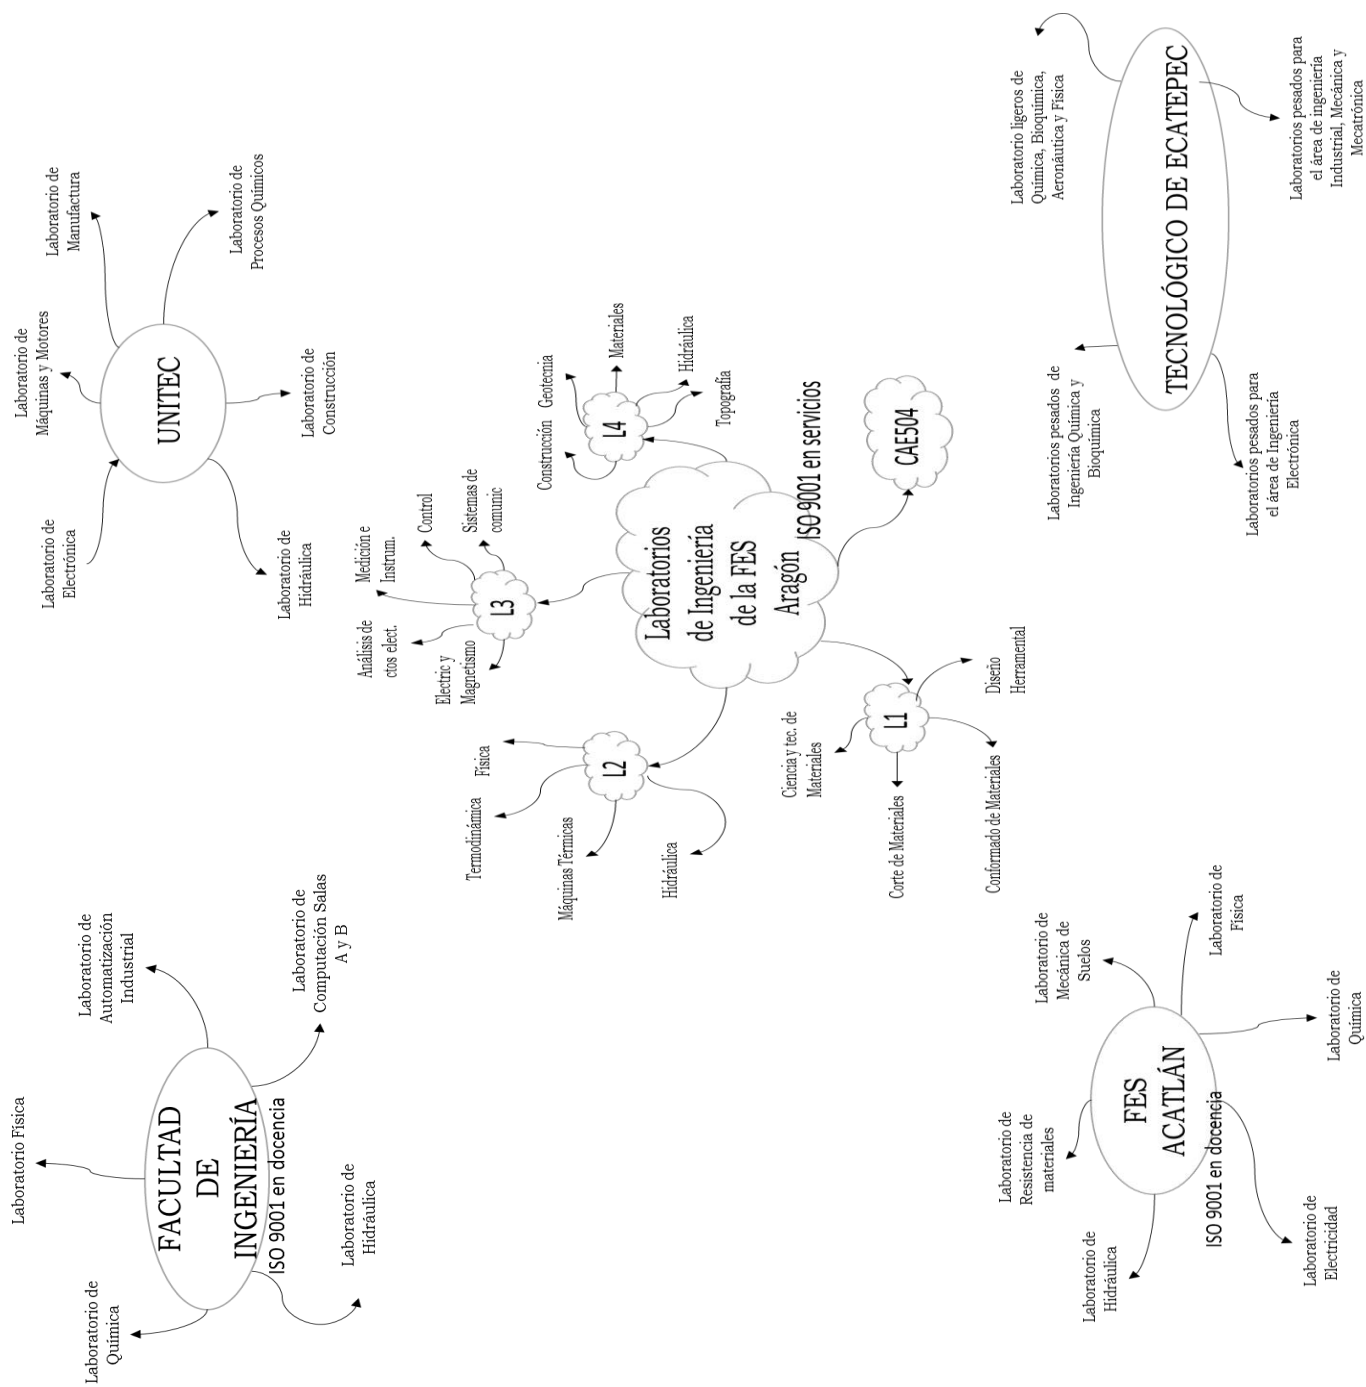 Laboratorio Física
Laboratorio de
Química
Laboratorio de
Automatización
Industrial
FACULTAD
DE
INGENIERÍA
ISO 9001 en docencia
Laboratorio de
Computación Salas
A y B
Laboratorio de
Hidráulica
Laboratorio de
Electrónica
Laboratorio de
Máquinas y Motores
Laboratorio de
Manufactura
UNITEC
Laboratorio de
Procesos Químicos
Laboratorio de
Hidráulica
Laboratorio de
Construcción
Análisis de
ctos elect.
Medición e
Instrum.
Control
Electric y
Magnetismo
Sistemas de
comunic
L3
Termodinámica
Física
Máquinas Térmicas
L2
Hidráulica
Construcción
Geotecnia
L4
Materiales
Hidráulica
Topografía
Laboratorios
de Ingeniería
de la FES
Aragón
ISO 9001 en servicios
CAE504
Ciencia y tec. de
Materiales
L1
Corte de Materiales
Diseño
Herramental
Conformado de Materiales
Laboratorio de
Resistencia de
materiales
Laboratorio de
Mecánica de
Suelos
Laboratorio de
Hidráulica
FES
ACATLÁN
ISO 9001 en docencia
Laboratorio de
Física
Laboratorio de
Electricidad
Laboratorio de
Química
Laboratorio ligeros de
Química, Bioquimica,
Aeronáutica y Física
Laboratorios pesados  de
Ingeniería Química y
Bioquímica
TECNOLÓGICO DE ECATEPEC
Laboratorios pesados para
el área de Ingeniería
Electrónica
Laboratorios pesados para
el área de ingeniería
Industrial, Mecánica y
Mecatrónica